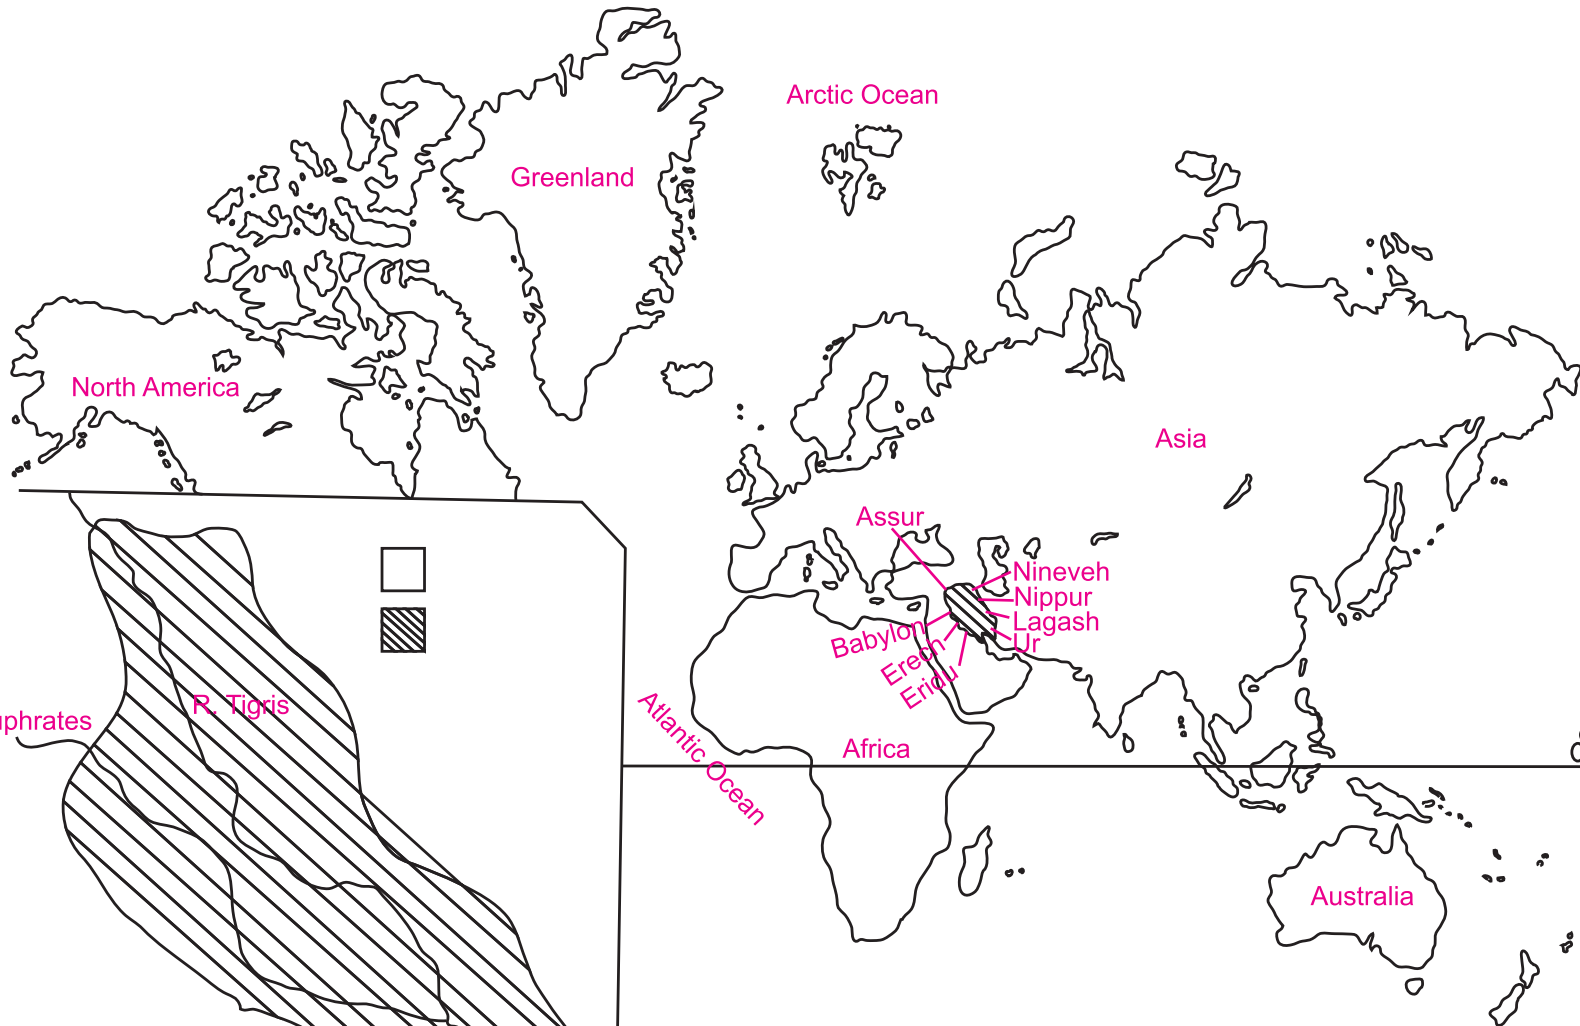 Arctic Ocean
Greenland
North America
Asia
Assur
Nineveh
Nippur
Lagash
Ur
Babylon
Erech
Eridu
R. Tigris
uphrates
Atlantic Ocean
Africa
Australia